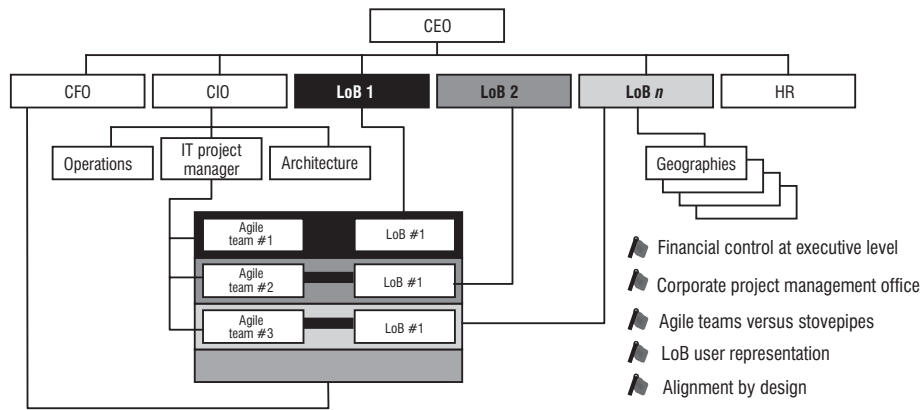 CEO
CFO
CIO
LoB 1
LoB 2
LoB n
HR
Operations
IT project
manager
Architecture
Geographies
Agile
team #1
LoB #1
Agile
team #2
LoB #1
Agile
team #3
LoB #1
Financial control at executive level
Corporate project management office
Agile teams versus stovepipes
LoB user representation
Alignment by design